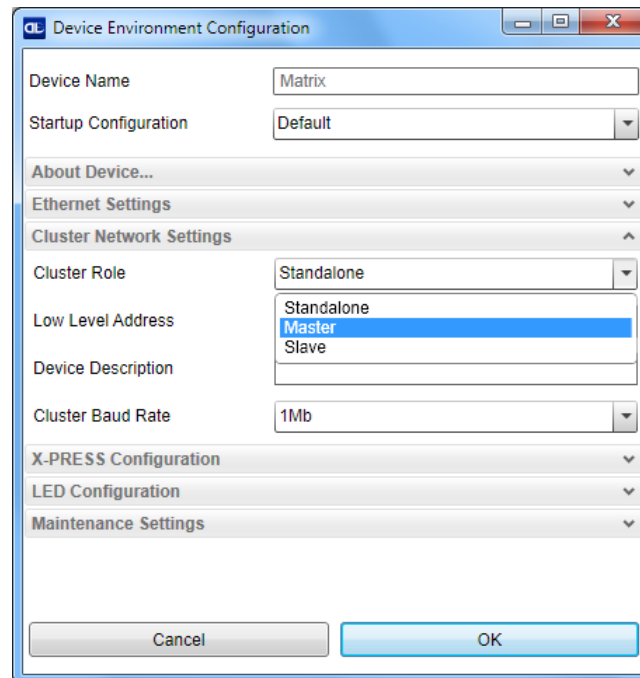 Device Environment Configuration
Device Name Matrix
Startup Configuration Default
About Device...
Ethernet Settings
Cluster Network Settings
Cluster Role Standalone
Standalone
Low Level Address
Master
Slave
Device Description
Cluster Baud Rate 1Mb
X-PRESS Configuration
LED Configuration
Maintenance Settings
Cancel OK